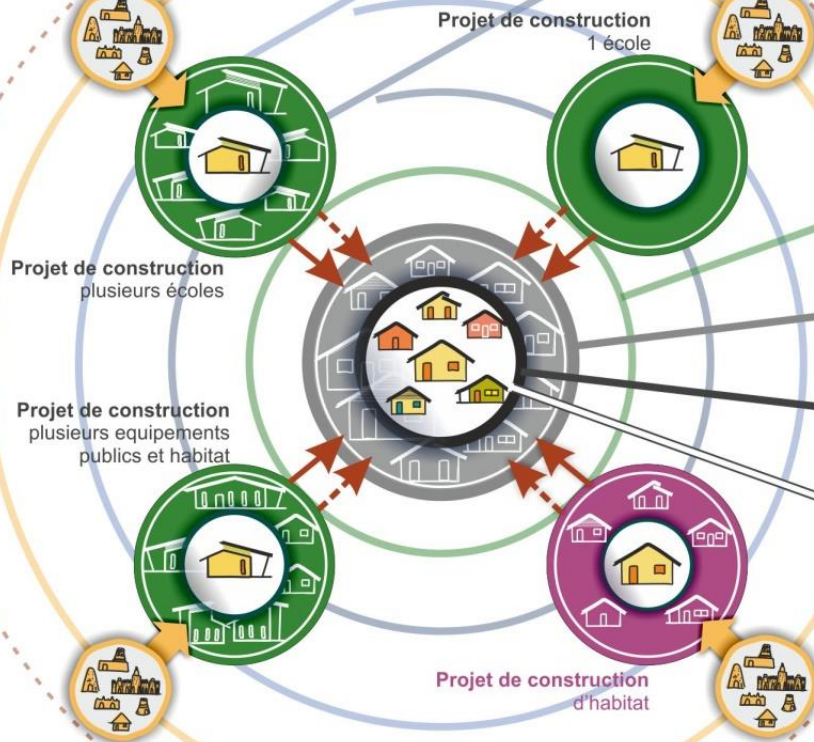 Projet de construction
1 école
Projet de construction
plusieurs écoles
Projet de construction
plusieurs equipements
publics et habitat
Projet de construction
d'habitat